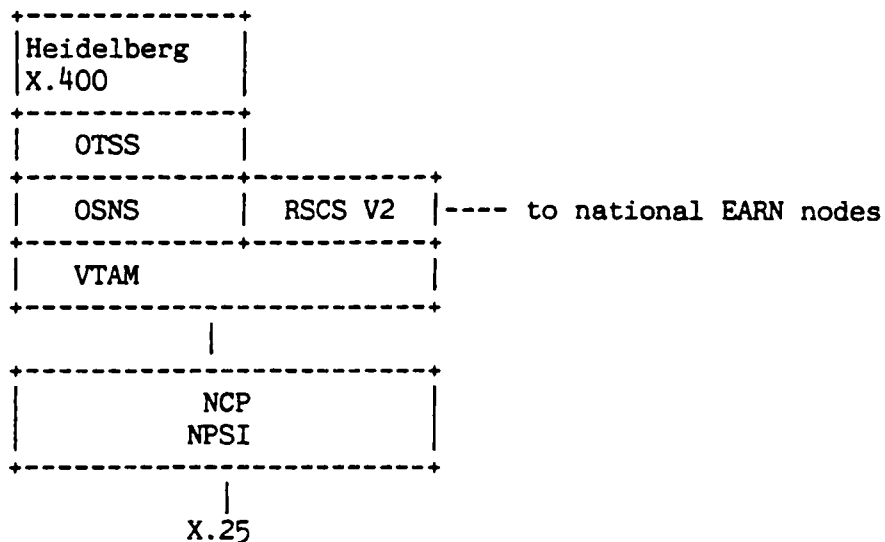 Heidelberg
X.400
OTSS
OSNS RSCS V2 ---- to national EARN nodes
VTAM
NCP
NPSI
X.25